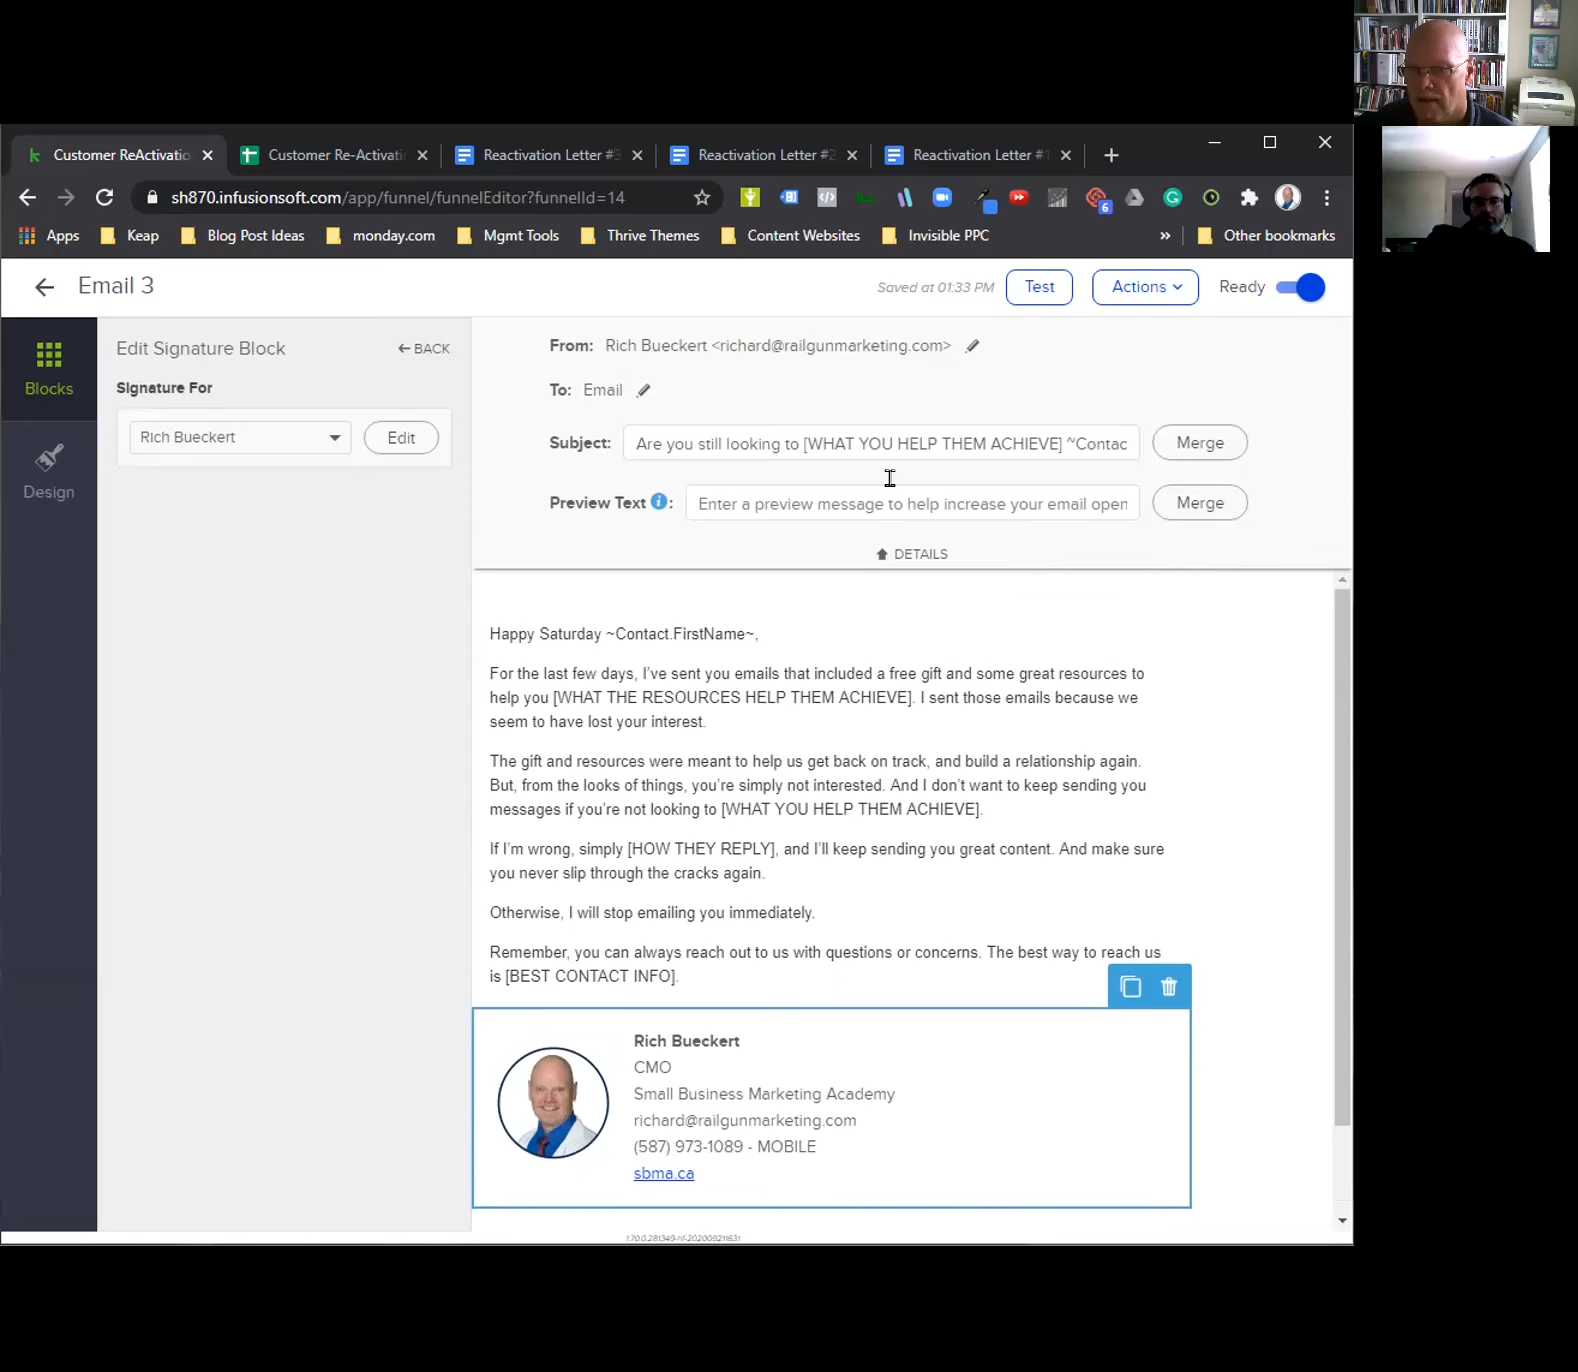 Customer ReActivatio
Customer Re-Activati
Reactivation Letter #3
Reactivation Letter #2
Reactivation Letter #1
sh870.infusionsoft.com/app/funnel/funnelEditor?funnelId=14
6
Apps
Keap
Blog Post Ideas
monday.com
Mgmt Tools
Thrive Themes
Content Websites
Invisible PPC
»
Other bookmarks
Email 3
Saved at 01:33 PM
Test
Actions
Ready
Blocks
Design
Edit Signature Block
BACK
Signature For
Rich Bueckert
Edit
From: Rich Bueckert <richard@railgunmarketing.com>
To: Email
Subject: Are you still looking to [WHAT YOU HELP THEM ACHIEVE] ~Contac
Merge
Preview Text : Enter a preview message to help increase your email open
Merge
DETAILS
Happy Saturday ~Contact.FirstName~,
For the last few days, I've sent you emails that included a free gift and some great resources to
help you [WHAT THE RESOURCES HELP THEM ACHIEVE]. I sent those emails because we
seem to have lost your interest.
The gift and resources were meant to help us get back on track, and build a relationship again.
But, from the looks of things, you're simply not interested. And I don't want to keep sending you
messages if you're not looking to [WHAT YOU HELP THEM ACHIEVE].
If I'm wrong, simply [HOW THEY REPLY], and I'll keep sending you great content. And make sure
you never slip through the cracks again.
Otherwise, I will stop emailing you immediately.
Remember, you can always reach out to us with questions or concerns. The best way to reach us
is [BEST CONTACT INFO].
Rich Bueckert
CMO
Small Business Marketing Academy
richard@railgunmarketing.com
(587) 973-1089 - MOBILE
sbma.ca